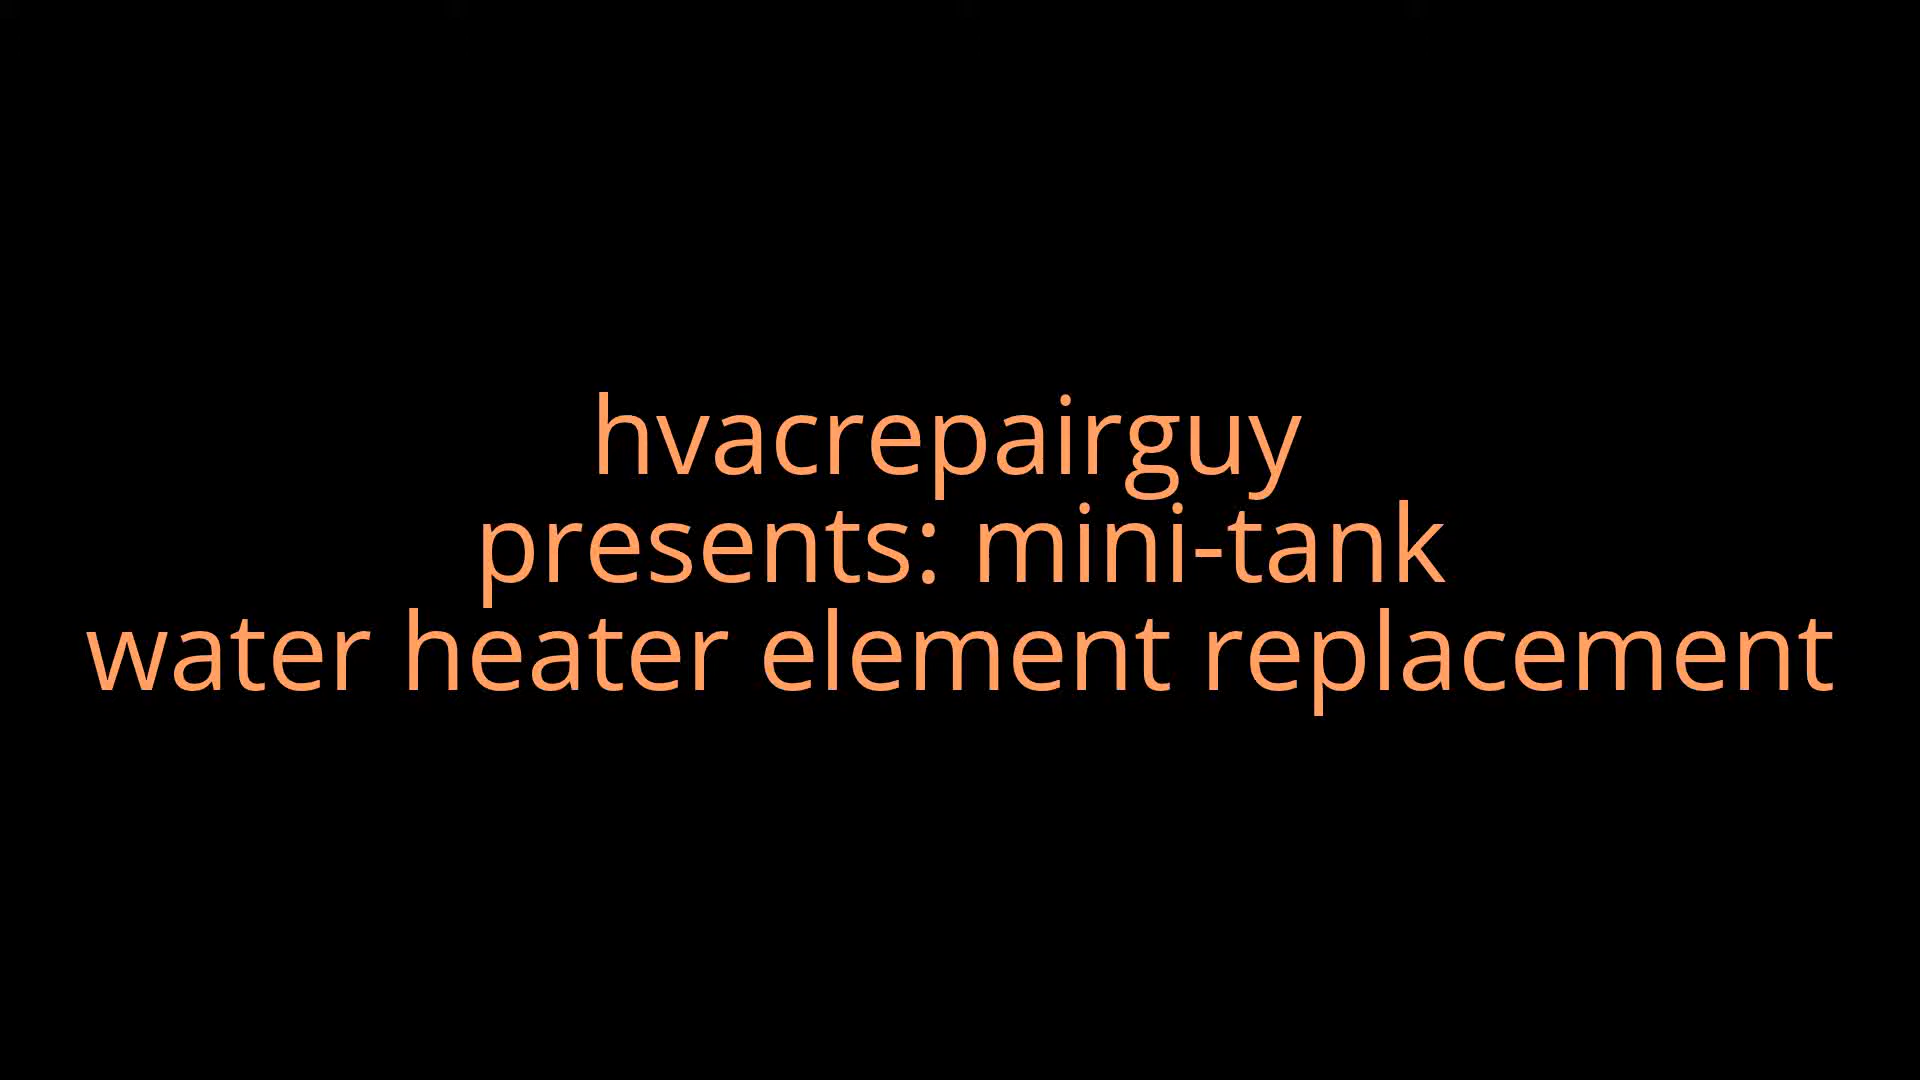 hvacrepairguy
presents: mini-tank
water heater element replacement